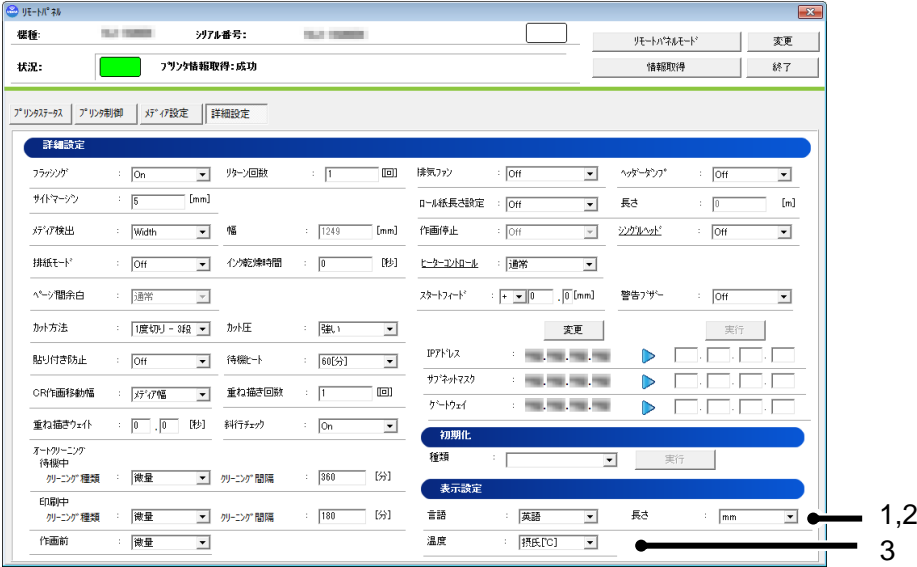 リモートパネル
機種: シリアル番号: リモートパネルモード 変更
状況: プリンタ情報取得:成功 情報取得 終了
プリンタステータス プリンタ制御 メディア設定 詳細設定
詳細設定
フラッシング : On リターン回数 : 1 [回] 排気ファン : Off ヘッダーダンプ : Off
サイドマージン : 5 [mm] ロール紙長さ設定 : Off 長さ : 0 [m]
メディア検出 : Width 幅 : 1249 [mm] 作画停止 : Off シングルヘッド : Off
排紙モード : Off インク乾燥時間 : 0 [秒] ヒーターコントロール : 通常
ページ間余白 : 通常 スタートフィード : + 0 . 0 [mm] 警告ブザー : Off
カット方法 : 1度切り - 3段 カット圧 : 強い 変更 実行
貼り付き防止 : Off 待機ヒート : 60[分] IPアドレス : . . . . . .
サブネットマスク : . . . . . .
CR作画移動幅 : メディア幅 重ね描き回数 : 1 [回] ゲートウェイ : . . . . . .
重ね描きウェイト : 0 . 0 [秒] 斜行チェック : On
初期化
オートクリーニング
待機中 種類 : 実行
クリーニング種類 : 微量 クリーニング間隔 : 360 [分]
表示設定
印刷中
クリーニング種類 : 微量 クリーニング間隔 : 180 [分] 言語 : 英語 長さ : mm 1,2
作画前 : 微量 温度 : 摂氏[℃] 3